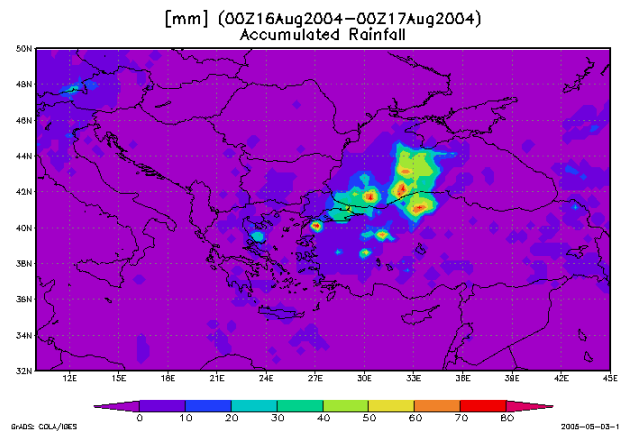 [mm] (00Z16Aug2004-00Z17Aug2004)
Accumulated Rainfall
50N
48N
46N
44N
42N
40N
38N
36N
34N
32N
12E 15E 18E 21E 24E 27E 30E 33E 36E 39E 42E 45E
0 10 20 30 40 50 60 70 80
GrADS: COLA/IGES 2005-05-03-1